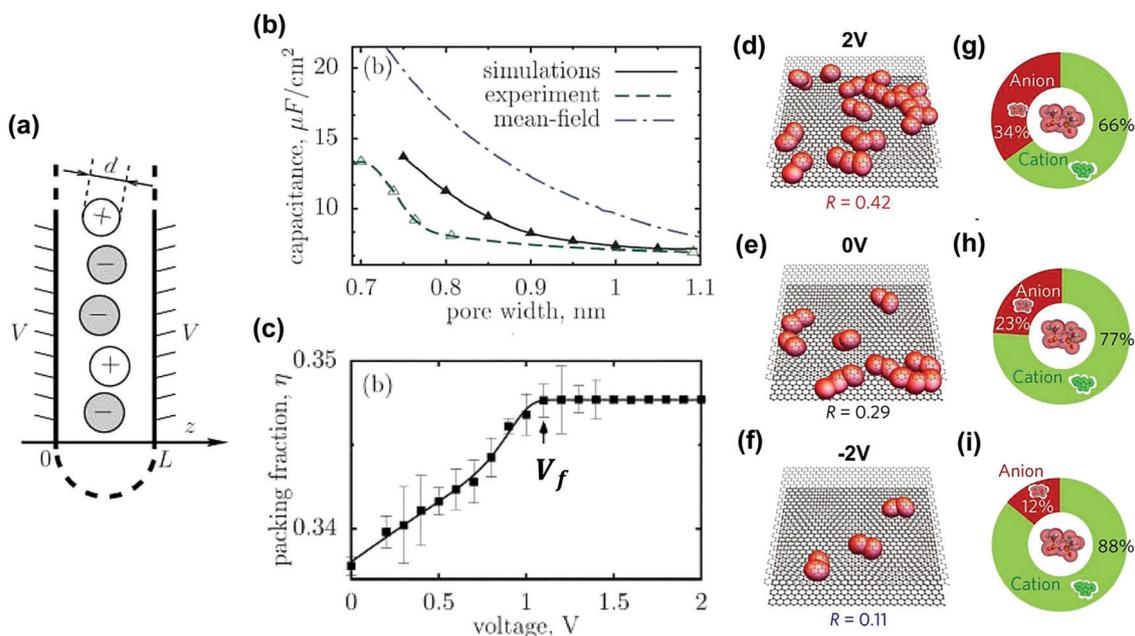 (a)
d
+
−
−
+
−
V
V
z
0
L
(b)
(b)
simulations
experiment
mean-field
capacitance, μF/cm²
20
15
10
0.7
0.8
0.9
1
1.1
pore width, nm
(c)
(b)
packing fraction, η
0.35
0.34
V_f
0
0.5
1
1.5
2
voltage, V
(d)
2V
R = 0.42
(e)
0V
R = 0.29
(f)
-2V
R = 0.11
(g)
Anion
34%
66%
Cation
(h)
Anion
23%
77%
Cation
(i)
Anion
12%
88%
Cation